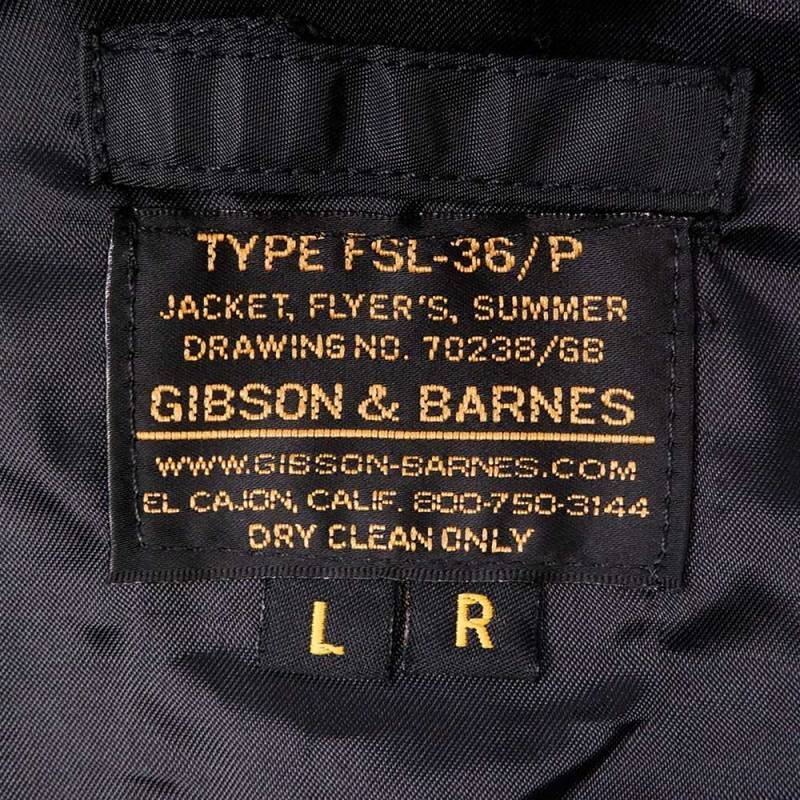 TYPE FSL-36/P
JACKET, FLYER'S, SUMMER
DRAWING NO. 70238/GB
GIBSON & BARNES
WWW.GIBSON-BARNES.COM
EL CAJON, CALIF. 800-750-3144
DRY CLEAN ONLY
L R